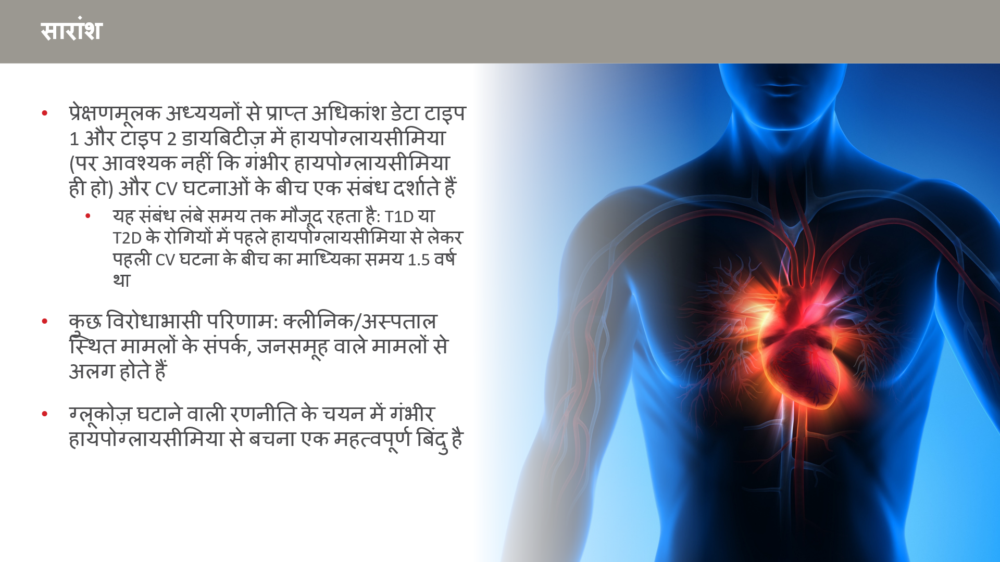 सारांश
• प्रेक्षणमूलक अध्ययनों से प्राप्त अधिकांश डेटा टाइप
1 और टाइप 2 डायबिटीज़ में हायपोग्लायसीमिया
(पर आवश्यक नहीं कि गंभीर हायपोग्लायसीमिया
ही हो) और CV घटनाओं के बीच एक संबंध दर्शाते हैं
• यह संबंध लंबे समय तक मौजूद रहता है: T1D या
T2D के रोगियों में पहले हायपोग्लायसीमिया से लेकर
पहली CV घटना के बीच का माध्यिका समय 1.5 वर्ष
था
• कुछ विरोधाभासी परिणाम: क्लीनिक/अस्पताल
स्थित मामलों के संपर्क, जनसमूह वाले मामलों से
अलग होते हैं
• ग्लूकोज़ घटाने वाली रणनीति के चयन में गंभीर
हायपोग्लायसीमिया से बचना एक महत्वपूर्ण बिंदु है